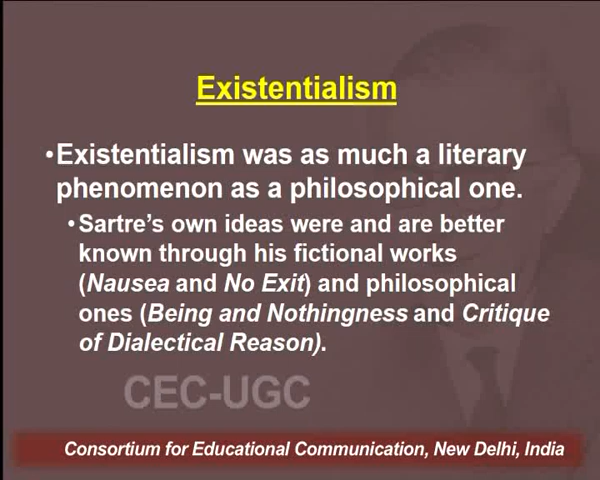 Existentialism
•Existentialism was as much a literary
phenomenon as a philosophical one.
•Sartre's own ideas were and are better
known through his fictional works
(Nausea and No Exit) and philosophical
ones (Being and Nothingness and Critique
of Dialectical Reason).
CEC-UGC
Consortium for Educational Communication, New Delhi, India